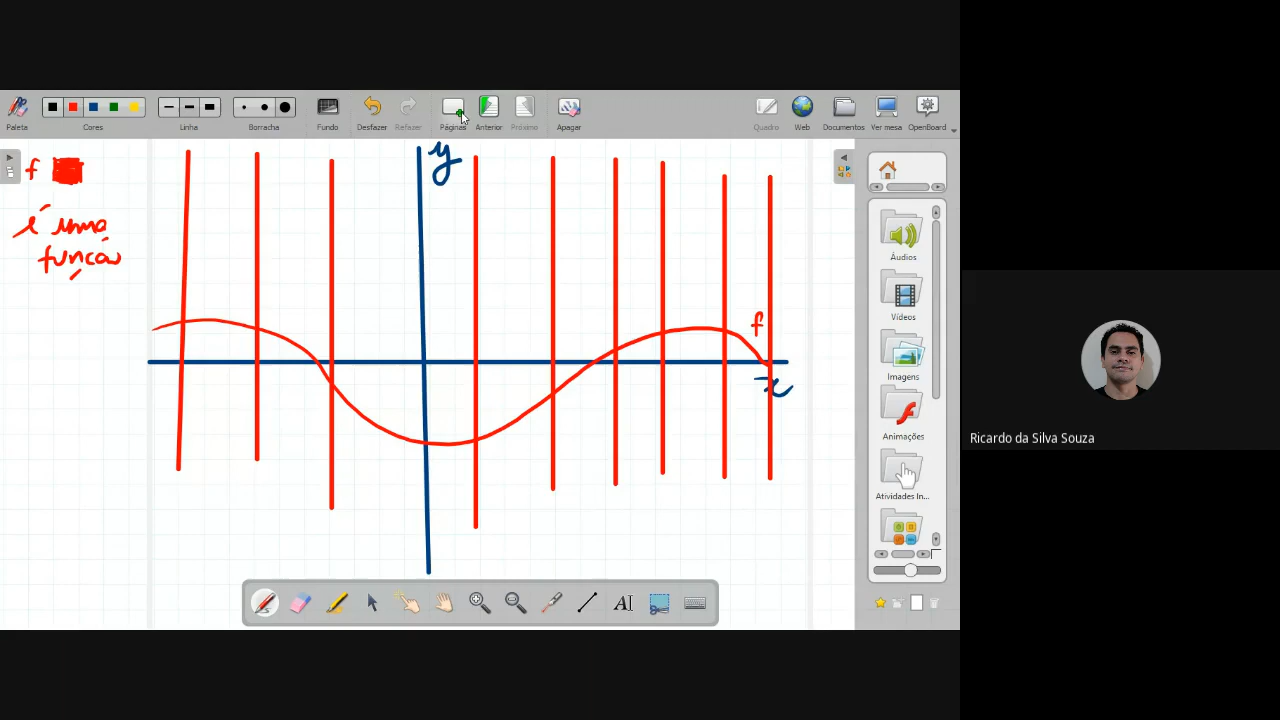 Paleta Cores Linha Borracha Fundo Desfazer Refazer Páginas Anterior Próximo Apagar Quadro Web Documentos Ver mesa OpenBoard
f
é uma
função
y
f
x
Áudios
Vídeos
Imagens
Animações
Atividades In...
AI
Ricardo da Silva Souza